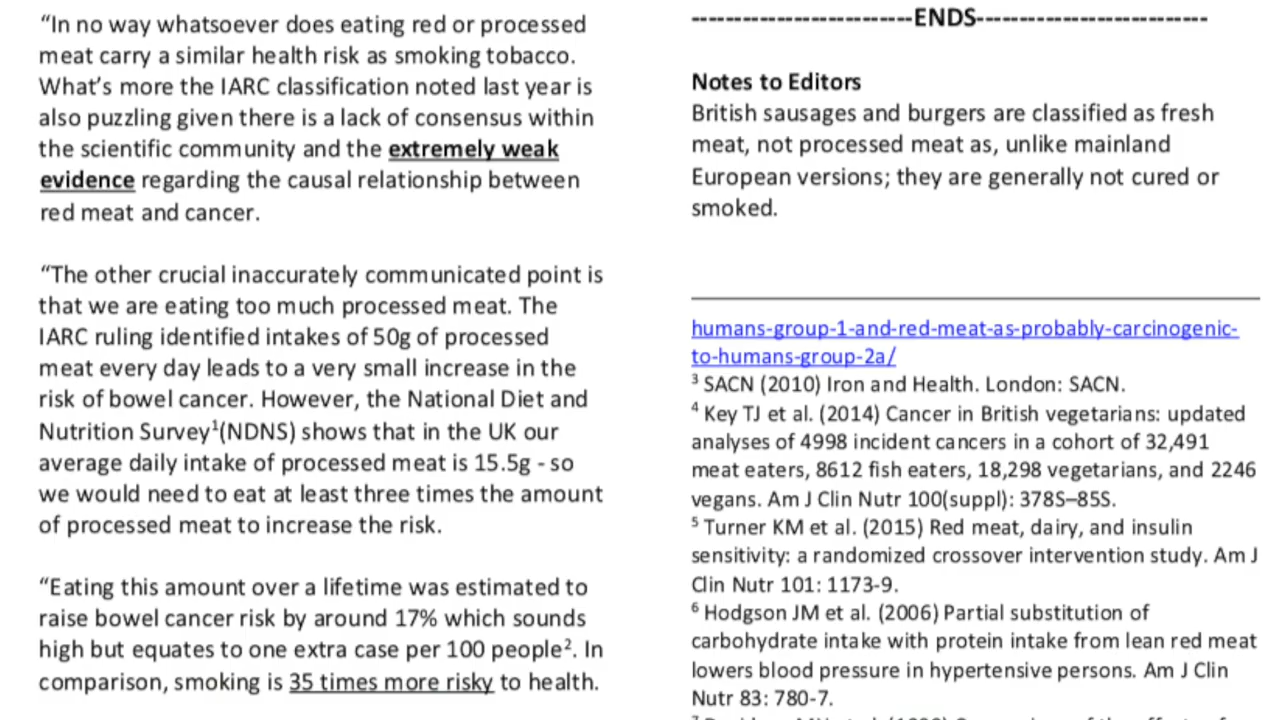 “In no way whatsoever does eating red or processed
meat carry a similar health risk as smoking tobacco.
What’s more the IARC classification noted last year is
also puzzling given there is a lack of consensus within
the scientific community and the extremely weak
evidence regarding the causal relationship between
red meat and cancer.
“The other crucial inaccurately communicated point is
that we are eating too much processed meat. The
IARC ruling identified intakes of 50g of processed
meat every day leads to a very small increase in the
risk of bowel cancer. However, the National Diet and
Nutrition Survey¹(NDNS) shows that in the UK our
average daily intake of processed meat is 15.5g - so
we would need to eat at least three times the amount
of processed meat to increase the risk.
“Eating this amount over a lifetime was estimated to
raise bowel cancer risk by around 17% which sounds
high but equates to one extra case per 100 people². In
comparison, smoking is 35 times more risky to health.
--------------------------ENDS---------------------------
Notes to Editors
British sausages and burgers are classified as fresh
meat, not processed meat as, unlike mainland
European versions; they are generally not cured or
smoked.
humans-group-1-and-red-meat-as-probably-carcinogenic-
to-humans-group-2a/
³ SACN (2010) Iron and Health. London: SACN.
⁴ Key TJ et al. (2014) Cancer in British vegetarians: updated
analyses of 4998 incident cancers in a cohort of 32,491
meat eaters, 8612 fish eaters, 18,298 vegetarians, and 2246
vegans. Am J Clin Nutr 100(suppl): 378S–85S.
⁵ Turner KM et al. (2015) Red meat, dairy, and insulin
sensitivity: a randomized crossover intervention study. Am J
Clin Nutr 101: 1173-9.
⁶ Hodgson JM et al. (2006) Partial substitution of
carbohydrate intake with protein intake from lean red meat
lowers blood pressure in hypertensive persons. Am J Clin
Nutr 83: 780-7.